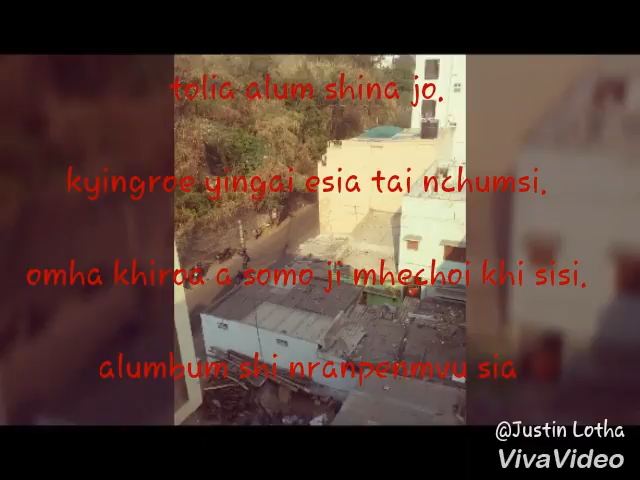 tolia alum shina jo.
kyingroe yingai esia tai nchumsi.
omha khiroa a somo ji mhechoi khi sisi.
alumbum shi nranpenmvu sia
@Justin Lotha
VivaVideo